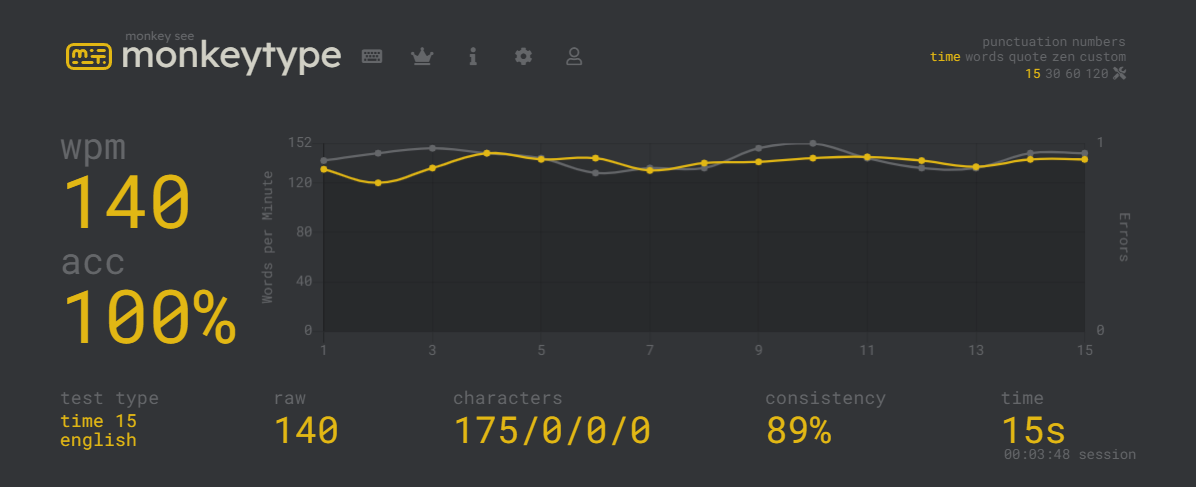 monkey see
monkeytype
punctuation numbers
time words quote zen custom
15 30 60 120
wpm
140
acc
100%
Words per Minute
152
120
80
40
0
1 3 5 7 9 11 13 15
1
0
Errors
test type
time 15
english
raw
140
characters
175/0/0/0
consistency
89%
time
15s
00:03:48 session